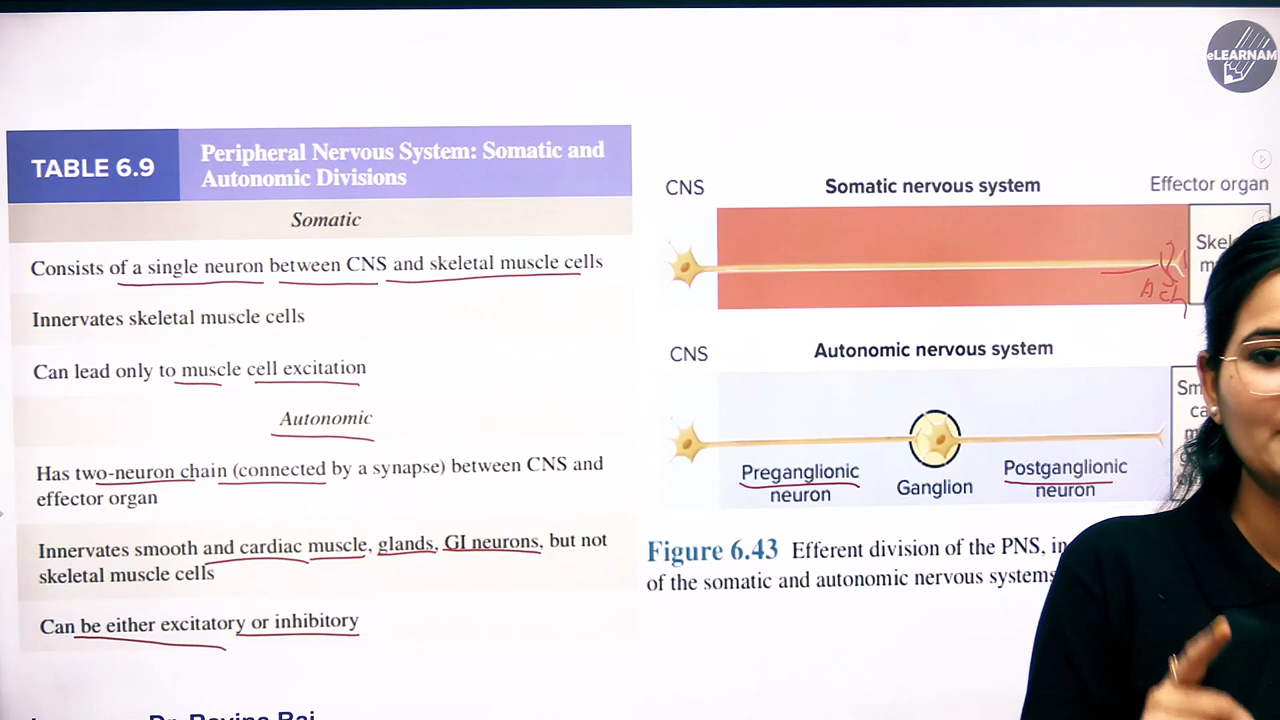 eLEARNAM
TABLE 6.9
Peripheral Nervous System: Somatic and
Autonomic Divisions
Somatic
Consists of a single neuron between CNS and skeletal muscle cells
Innervates skeletal muscle cells
Can lead only to muscle cell excitation
Autonomic
Has two-neuron chain (connected by a synapse) between CNS and
effector organ
Innervates smooth and cardiac muscle, glands, GI neurons, but not
skeletal muscle cells
Can be either excitatory or inhibitory
CNS
Somatic nervous system
Effector organ
Ach
CNS
Autonomic nervous system
Preganglionic
neuron
Ganglion
Postganglionic
neuron
Figure 6.43 Efferent division of the PNS,
of the somatic and autonomic nervous systems